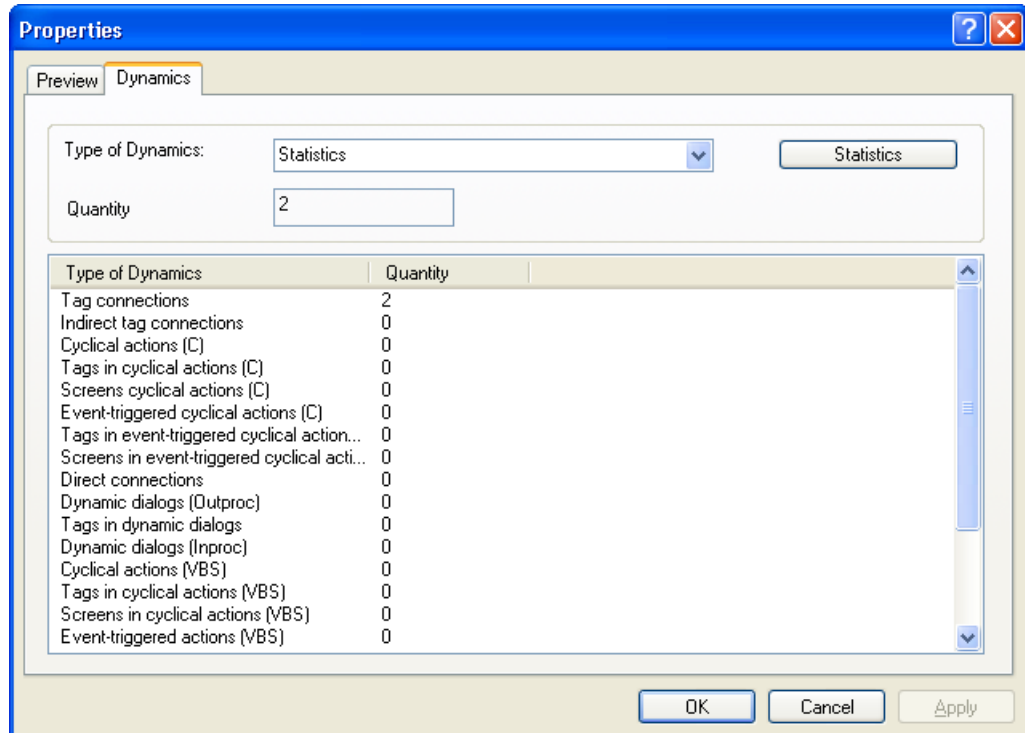 Properties
Preview Dynamics
Type of Dynamics: Statistics Statistics
Quantity 2
Type of Dynamics Quantity
Tag connections 2
Indirect tag connections 0
Cyclical actions (C) 0
Tags in cyclical actions (C) 0
Screens cyclical actions (C) 0
Event-triggered cyclical actions (C) 0
Tags in event-triggered cyclical action... 0
Screens in event-triggered cyclical acti... 0
Direct connections 0
Dynamic dialogs (Outproc) 0
Tags in dynamic dialogs 0
Dynamic dialogs (Inproc) 0
Cyclical actions (VBS) 0
Tags in cyclical actions (VBS) 0
Screens in cyclical actions (VBS) 0
Event-triggered actions (VBS) 0
OK Cancel Apply